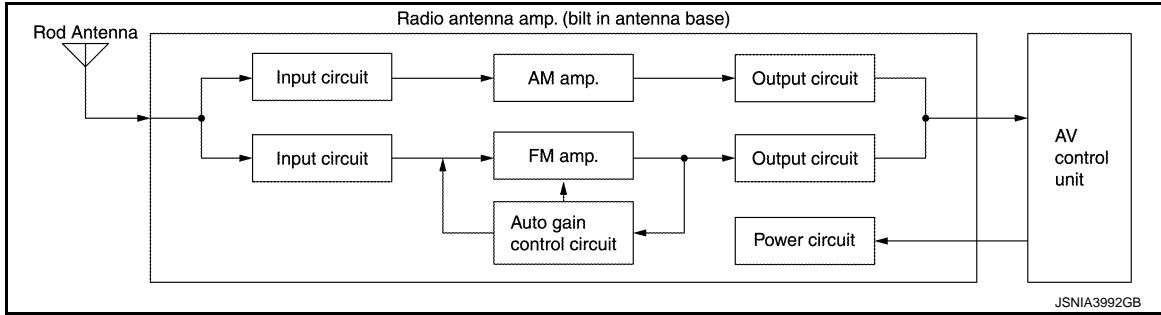 Radio antenna amp. (bilt in antenna base)
Rod Antenna
Input circuit
AM amp.
Output circuit
Input circuit
FM amp.
Output circuit
AV
control
unit
Auto gain
control circuit
Power circuit
JSNIA3992GB